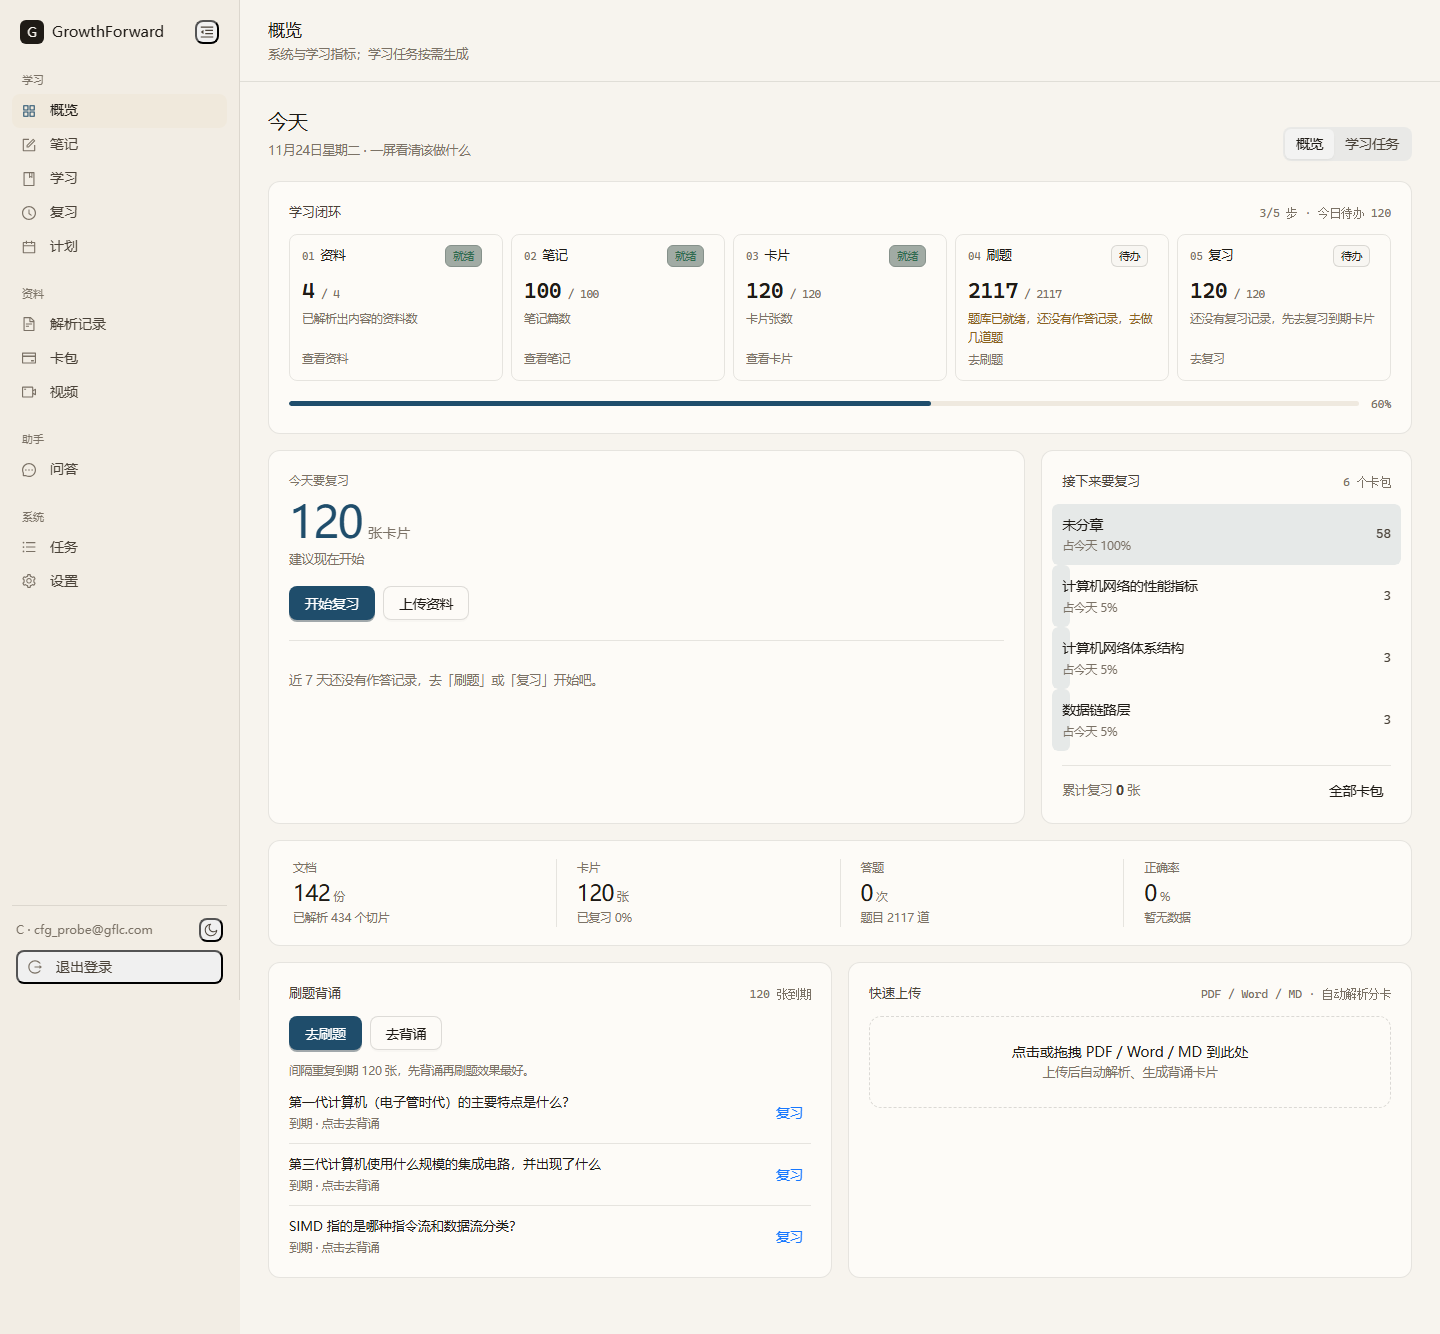 G GrowthForward
学习
概览
笔记
学习
复习
计划
资料
解析记录
卡包
视频
助手
问答
系统
任务
设置
C · cfg_probe@gflc.com
退出登录
概览
系统与学习指标；学习任务按需生成
今天
11月24日星期二 · 一屏看清该做什么
概览 学习任务
学习闭环
3/5 步 · 今日待办 120
01 资料 就绪
4 / 4
已解析出内容的资料数
查看资料
02 笔记 就绪
100 / 100
笔记篇数
查看笔记
03 卡片 就绪
120 / 120
卡片张数
查看卡片
04 刷题 待办
2117 / 2117
题库已就绪，还没有作答记录，去做
几道题
去刷题
05 复习 待办
120 / 120
还没有复习记录，先去复习到期卡片
去复习
60%
今天要复习
120 张卡片
建议现在开始
开始复习 上传资料
近 7 天还没有作答记录，去「刷题」或「复习」开始吧。
接下来要复习 6 个卡包
未分章
占今天 100%
58
计算机网络的性能指标
占今天 5%
3
计算机网络体系结构
占今天 5%
3
数据链路层
占今天 5%
3
累计复习 0 张 全部卡包
文档
142 份
已解析 434 个切片
卡片
120 张
已复习 0%
答题
0 次
题目 2117 道
正确率
0 %
暂无数据
刷题背诵 120 张到期
去刷题 去背诵
间隔重复到期 120 张，先背诵再刷题效果最好。
第一代计算机（电子管时代）的主要特点是什么？
到期 · 点击去背诵
复习
第三代计算机使用什么规模的集成电路，并出现了什么
到期 · 点击去背诵
复习
SIMD 指的是哪种指令流和数据流分类？
到期 · 点击去背诵
复习
快速上传 PDF / Word / MD · 自动解析分卡
点击或拖拽 PDF / Word / MD 到此处
上传后自动解析、生成背诵卡片